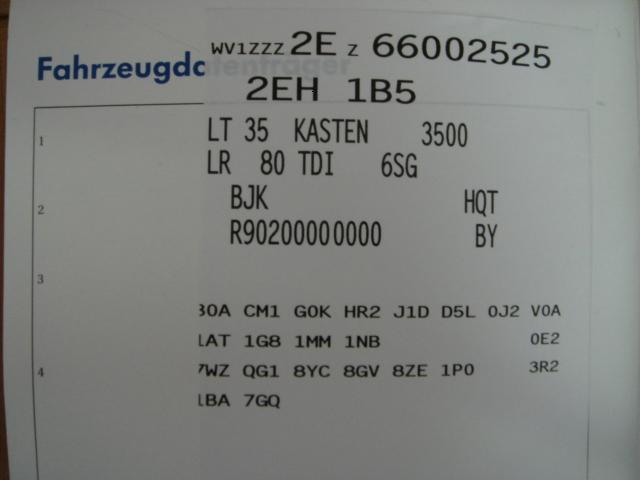 WV1ZZZ 2E Z 66002525
Fahrzeugdatenträger
2EH 1B5
1
LT 35 KASTEN 3500
LR 80 TDI 6SG
2
BJK HQT
R90200000000 BY
3
30A CM1 G0K HR2 J1D D5L 0J2 V0A
1AT 1G8 1MM 1NB 0E2
4
7WZ QG1 8YC 8GV 8ZE 1P0 3R2
1BA 7GQ